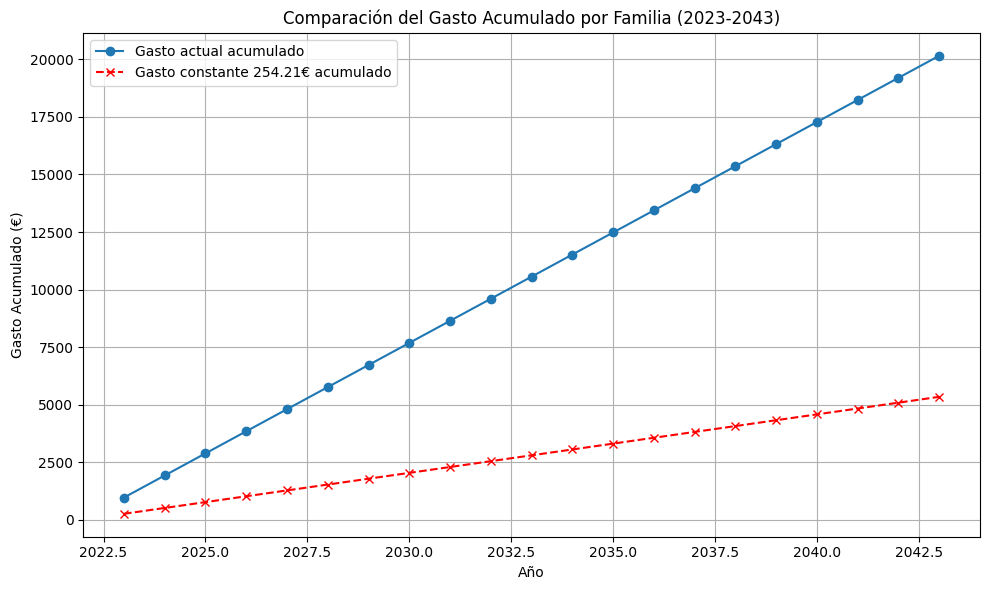 Comparación del Gasto Acumulado por Familia (2023-2043)
Gasto actual acumulado
Gasto constante 254.21€ acumulado
Gasto Acumulado (€)
20000
17500
15000
12500
10000
7500
5000
2500
0
2022.5 2025.0 2027.5 2030.0 2032.5 2035.0 2037.5 2040.0 2042.5
Año